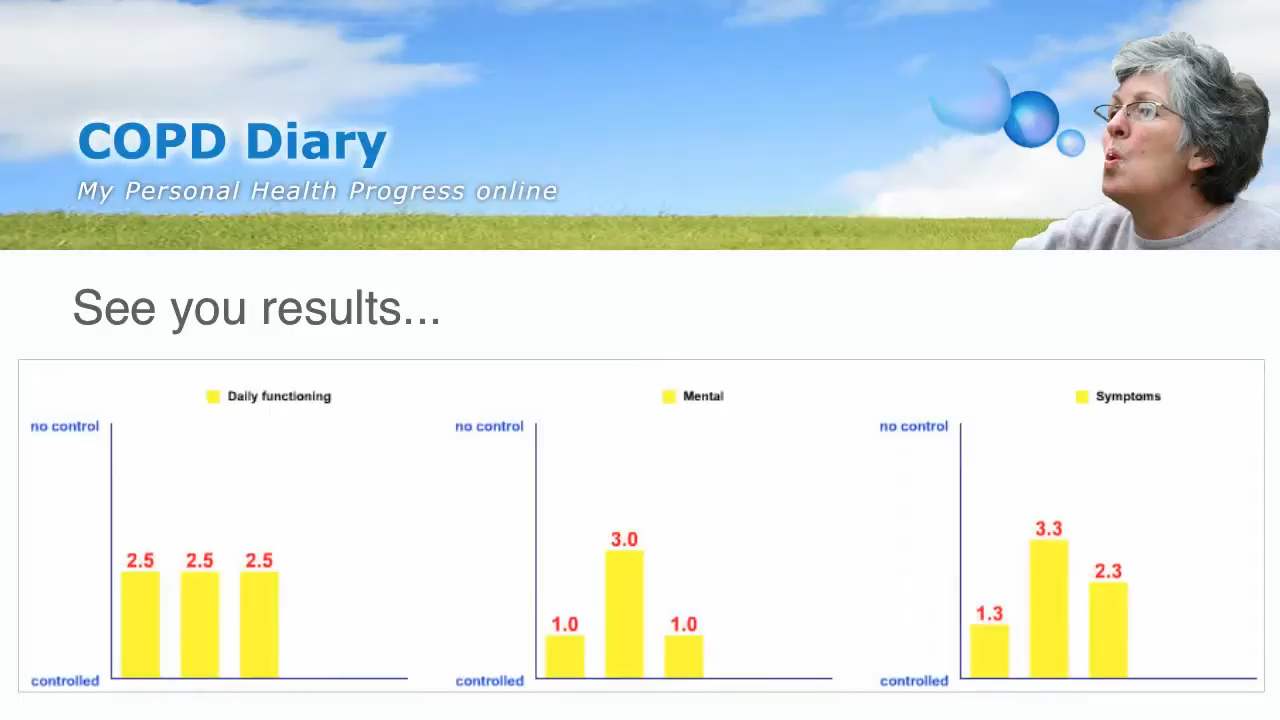 COPD Diary
My Personal Health Progress online
See you results...
Daily functioning
no control
2.5 2.5 2.5
controlled
Mental
no control
1.0 3.0 1.0
controlled
Symptoms
no control
1.3 3.3 2.3
controlled